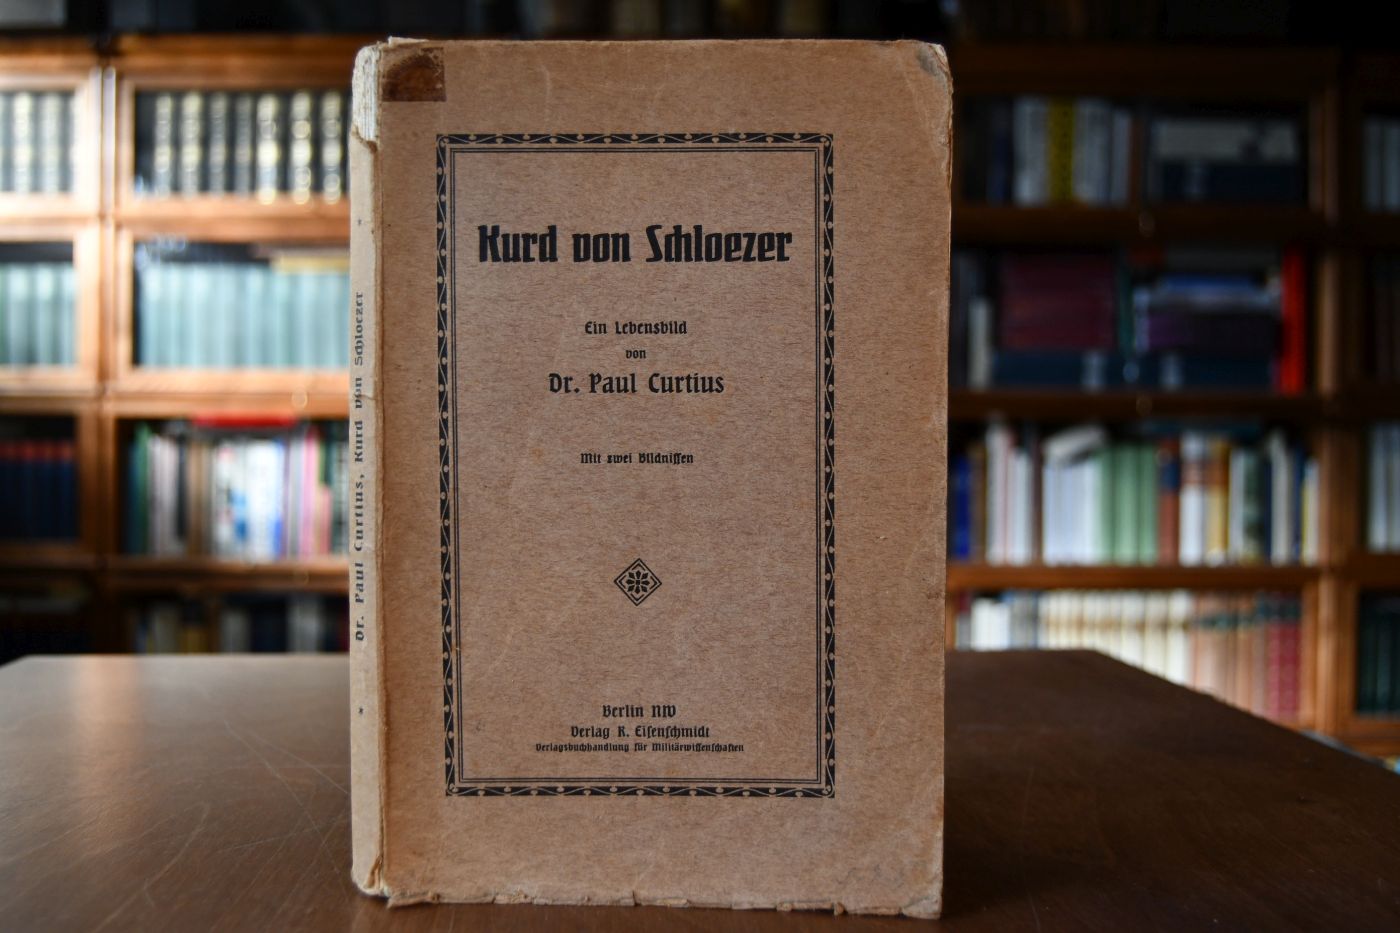 Kurd von Schloezer
Ein Lebensbild
von
Dr. Paul Curtius
Mit zwei Bildniſſen
Berlin NW
Verlag R. Eiſenſchmidt
Verlagsbuchhandlung für Militärwiſſenſchaften
* Dr. Paul Curtius, Kurd von Schloezer *